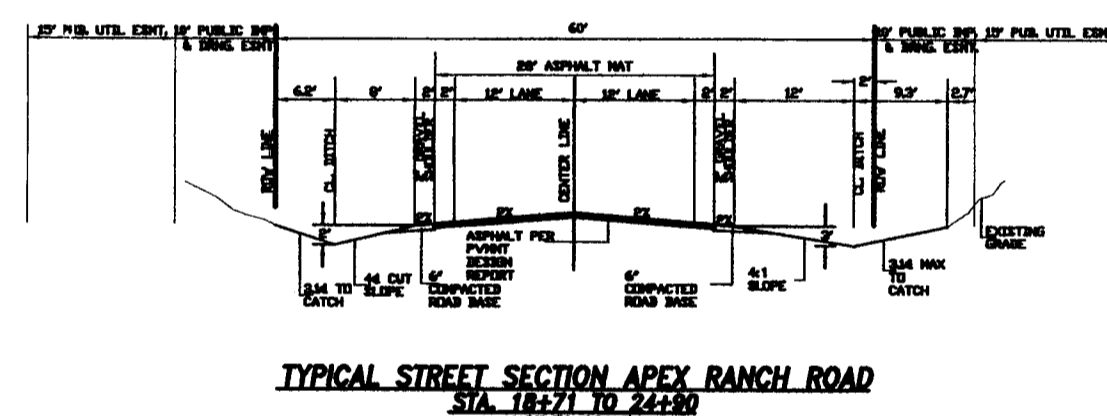 15' PUB. UTIL. ESMT,
10' PUBLIC IMP.
& DRNG. ESMT
60'
10' PUBLIC IMP.
& DRNG. ESMT.
15' PUB. UTIL ESMT
28' ASPHALT MAT
6.2'
8'
2'
2'
12' LANE
12' LANE
2'
2'
12'
2'
9.3'
2.7'
ROW LINE
CL. DITCH
2' GRAVEL
SHOULDER
CENTER LINE
2' GRAVEL
SHOULDER
CL. DITCH
ROW LINE
2'
2%
2%
2%
2%
2'
ASPHALT PER
PVMNT
DESIGN
REPORT
EXISTING
GRADE
3:14 TO
CATCH
4:1 CUT
SLOPE
6"
COMPACTED
ROAD BASE
6"
COMPACTED
ROAD BASE
4:1
SLOPE
3:14 MAX
TO
CATCH
TYPICAL STREET SECTION APEX RANCH ROAD
STA. 18+71 TO 24+90